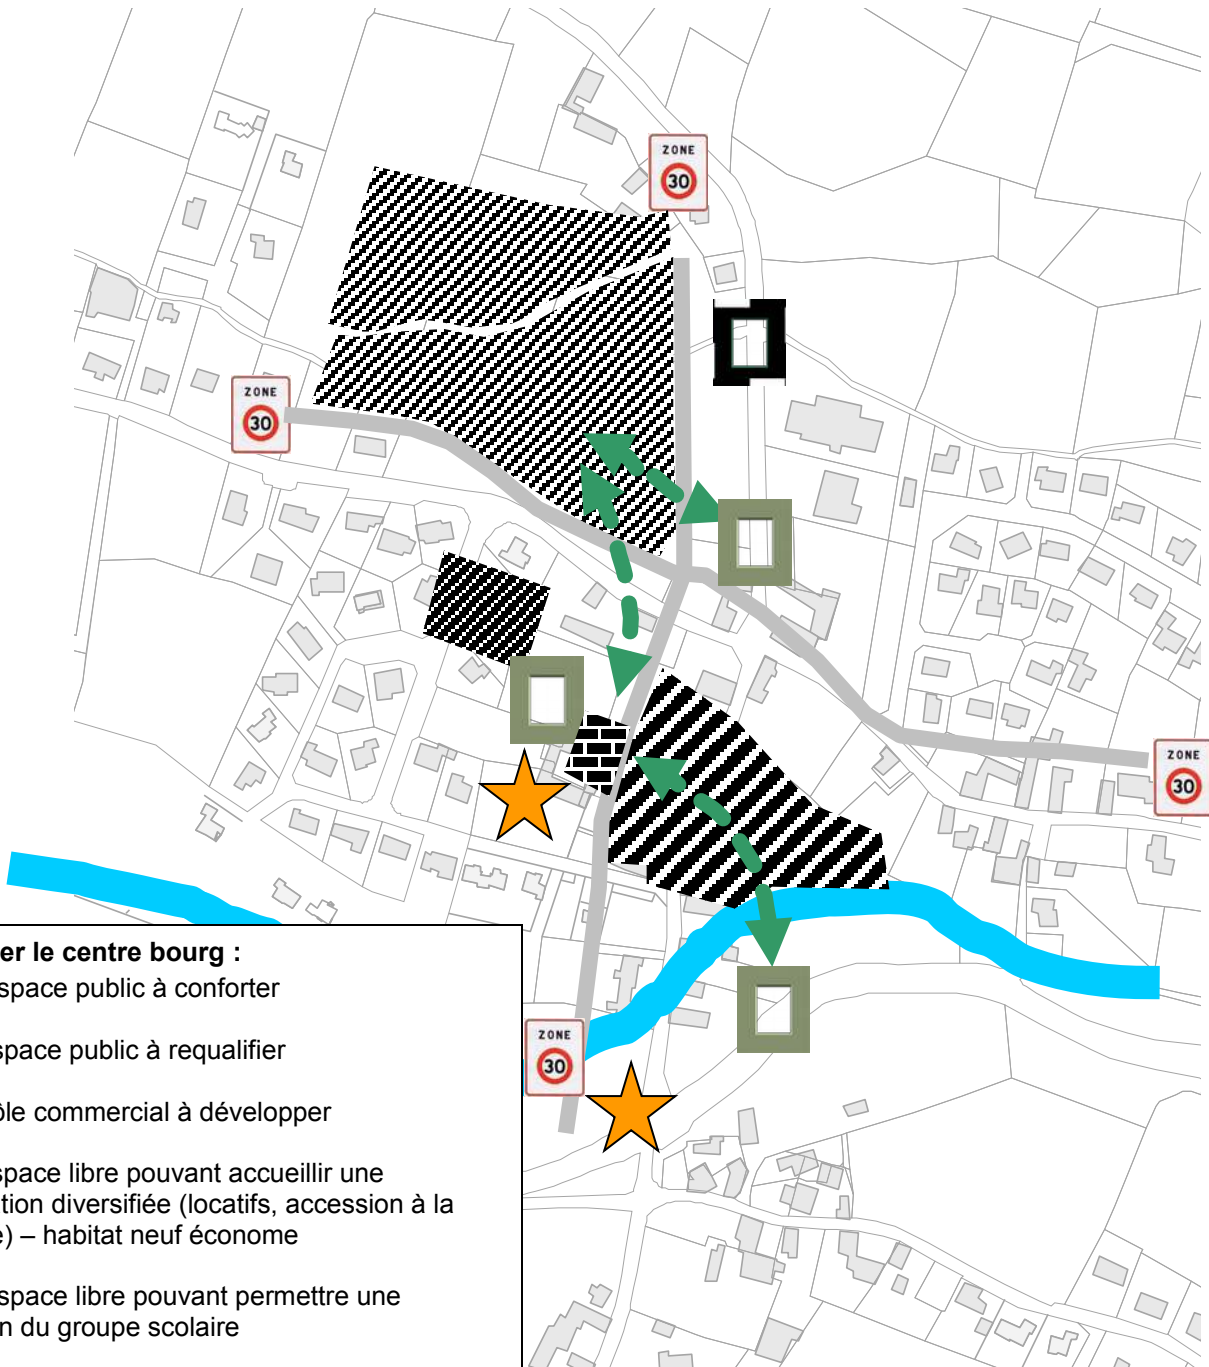 ZONE
30
ZONE
30
ZONE
30
ZONE
30
er le centre bourg :
space public à conforter
space public à requalifier
ôle commercial à développer
space libre pouvant accueillir une
tion diversifiée (locatifs, accession à la
e) – habitat neuf économe
space libre pouvant permettre une
n du groupe scolaire